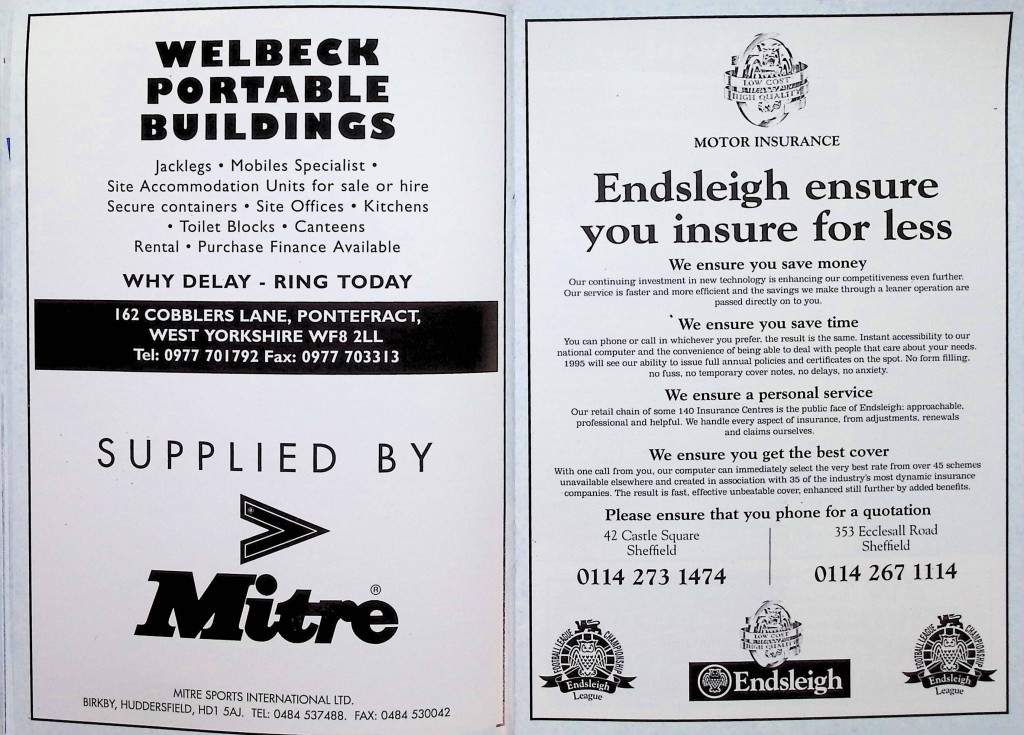 WELBECK
PORTABLE
BUILDINGS
Jacklegs • Mobiles Specialist •
Site Accommodation Units for sale or hire
Secure containers • Site Offices • Kitchens
• Toilet Blocks • Canteens
Rental • Purchase Finance Available
WHY DELAY - RING TODAY
162 COBBLERS LANE, PONTEFRACT,
WEST YORKSHIRE WF8 2LL
Tel: 0977 701792 Fax: 0977 703313
SUPPLIED BY
Mitre®
MITRE SPORTS INTERNATIONAL LTD.
BIRKBY, HUDDERSFIELD, HD1 5AJ. TEL: 0484 537488. FAX: 0484 530042
LOW COST
HIGH QUALITY
MOTOR INSURANCE
Endsleigh ensure
you insure for less
We ensure you save money
Our continuing investment in new technology is enhancing our competitiveness even further.
Our service is faster and more efficient and the savings we make through a leaner operation are
passed directly on to you.
We ensure you save time
You can phone or call in whichever you prefer, the result is the same. Instant accessibility to our
national computer and the convenience of being able to deal with people that care about your needs.
1995 will see our ability to issue full annual policies and certificates on the spot. No form filling,
no fuss, no temporary cover notes, no delays, no anxiety.
We ensure a personal service
Our retail chain of some 140 Insurance Centres is the public face of Endsleigh: approachable,
professional and helpful. We handle every aspect of insurance, from adjustments, renewals
and claims ourselves.
We ensure you get the best cover
With one call from you, our computer can immediately select the very best rate from over 45 schemes
unavailable elsewhere and created in association with 35 of the industry's most dynamic insurance
companies. The result is fast, effective unbeatable cover, enhanced still further by added benefits.
Please ensure that you phone for a quotation
42 Castle Square
Sheffield
0114 273 1474
353 Ecclesall Road
Sheffield
0114 267 1114
FOOTBALL LEAGUE CHAMPIONSHIP
Endsleigh
League
LOW COST
HIGH QUALITY
Endsleigh
FOOTBALL LEAGUE CHAMPIONSHIP
Endsleigh
League